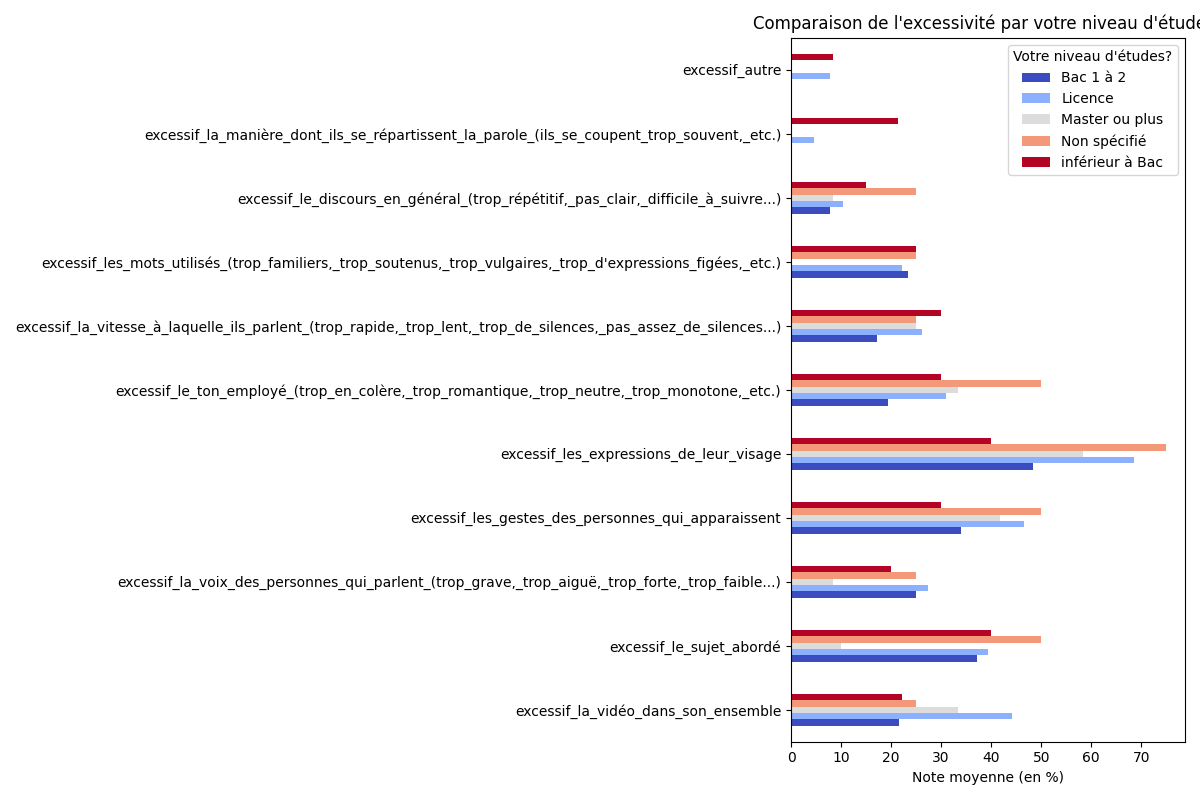 Comparaison de l'excessivité par votre niveau d'étude
excessif_autre
excessif_la_manière_dont_ils_se_répartissent_la_parole_(ils_se_coupent_trop_souvent,_etc.)
excessif_le_discours_en_général_(trop_répétitif,_pas_clair,_difficile_à_suivre...)
excessif_les_mots_utilisés_(trop_familiers,_trop_soutenus,_trop_vulgaires,_trop_d'expressions_figées,_etc.)
excessif_la_vitesse_à_laquelle_ils_parlent_(trop_rapide,_trop_lent,_trop_de_silences,_pas_assez_de_silences...)
excessif_le_ton_employé_(trop_en_colère,_trop_romantique,_trop_neutre,_trop_monotone,_etc.)
excessif_les_expressions_de_leur_visage
excessif_les_gestes_des_personnes_qui_apparaissent
excessif_la_voix_des_personnes_qui_parlent_(trop_grave,_trop_aiguë,_trop_forte,_trop_faible...)
excessif_le_sujet_abordé
excessif_la_vidéo_dans_son_ensemble
Votre niveau d'études?
Bac 1 à 2
Licence
Master ou plus
Non spécifié
inférieur à Bac
0 10 20 30 40 50 60 70
Note moyenne (en %)